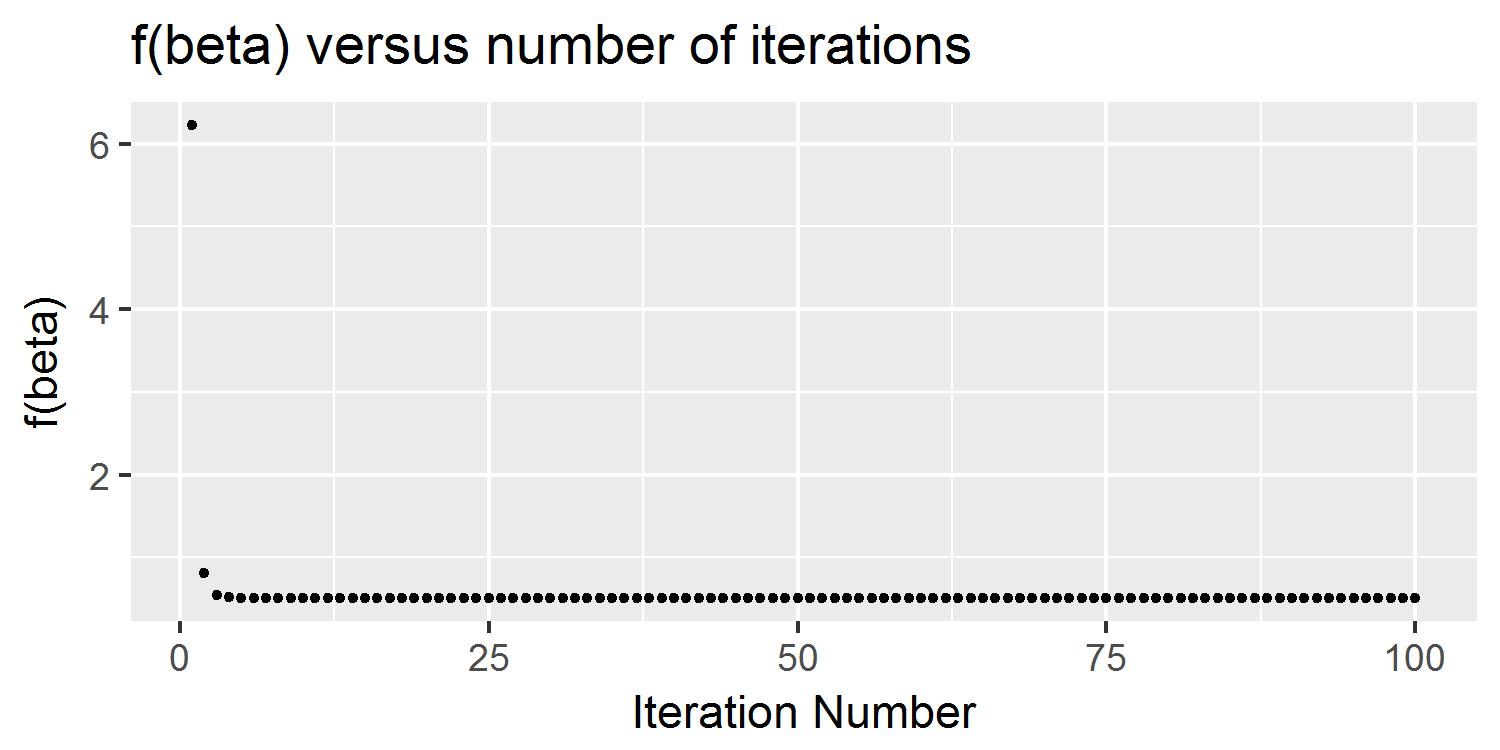 f(beta) versus number of iterations
f(beta)
6
4
2
0 25 50 75 100
Iteration Number